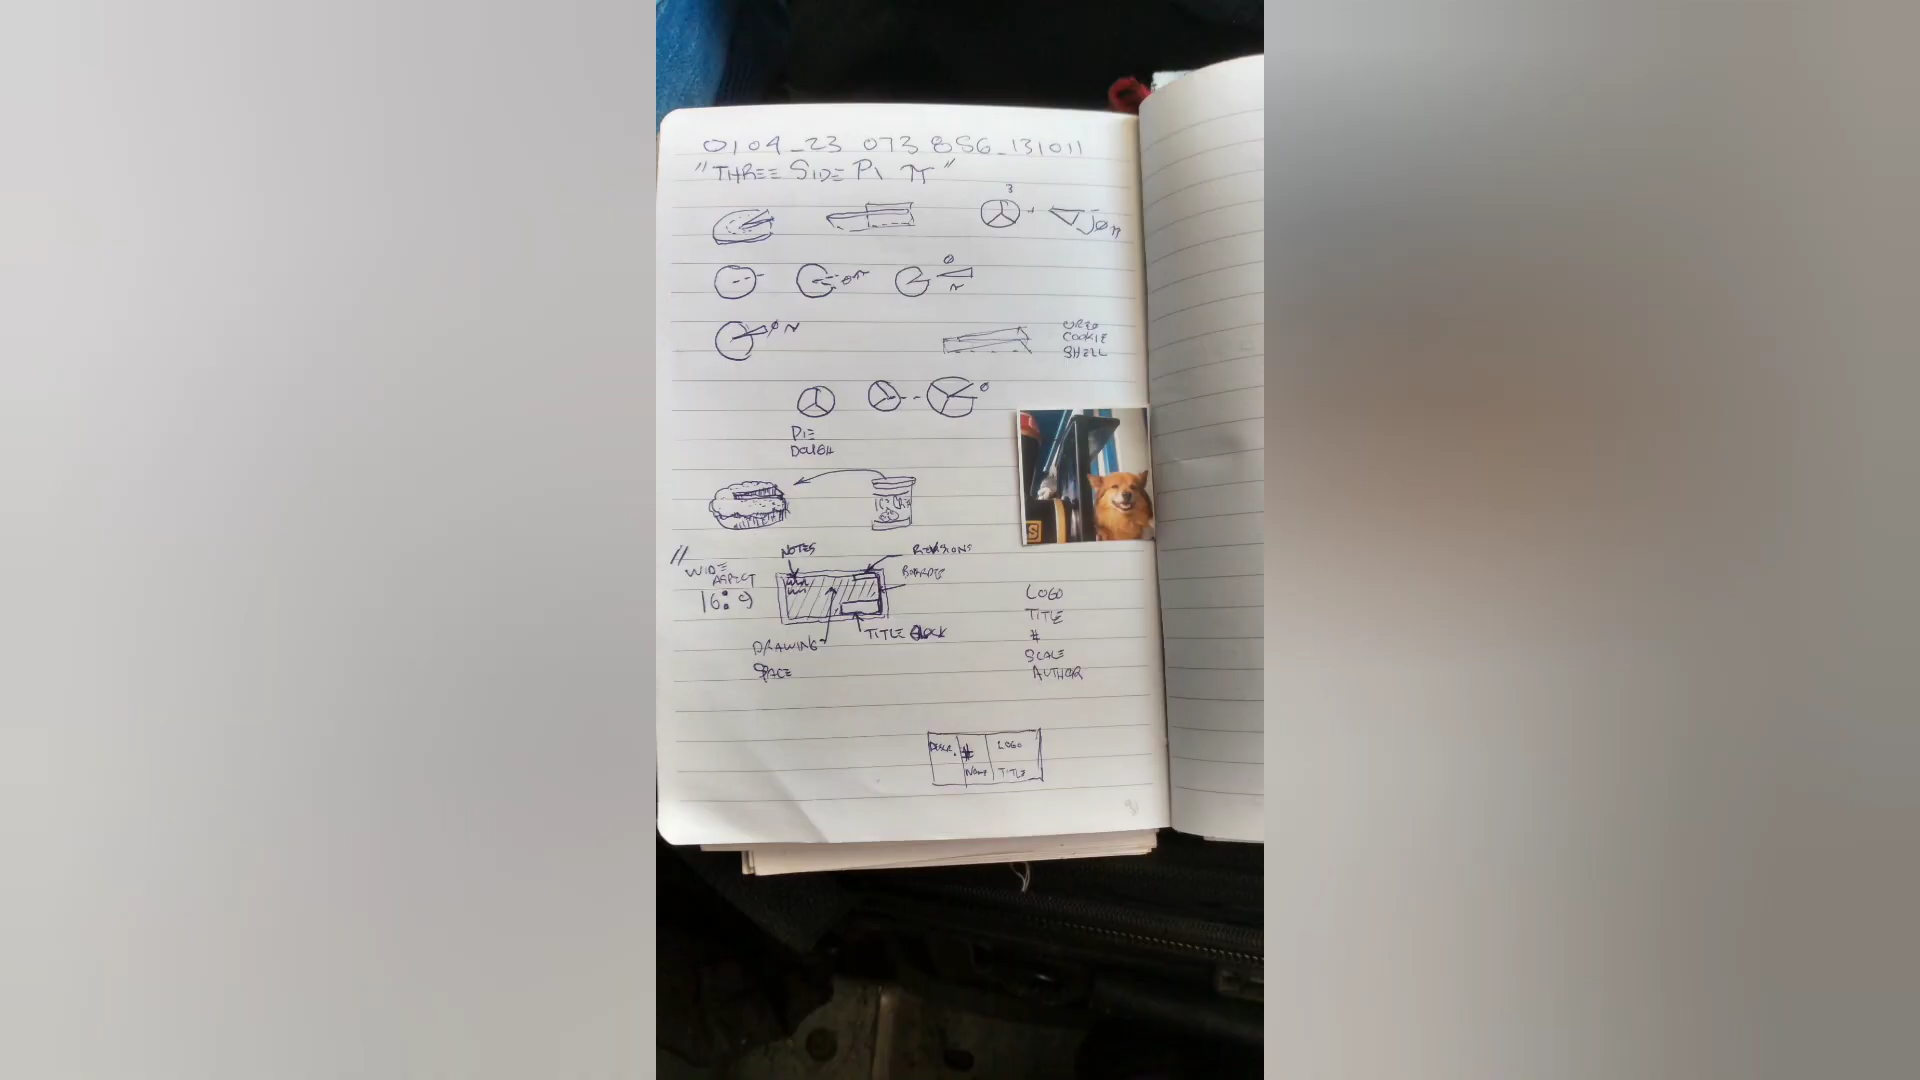 0104_23 073 856_131011
"THREE SIDE PI π"
3
OREO
COOKIE
SHELL
PIE
DOUGH
NOTES
REVISIONS
WIDE
ASPECT
16:9
TITLE BLOCK
DRAWING
SPACE
LOGO
TITLE
#
SCALE
AUTHOR
DESCR. # LOGO
TITLE